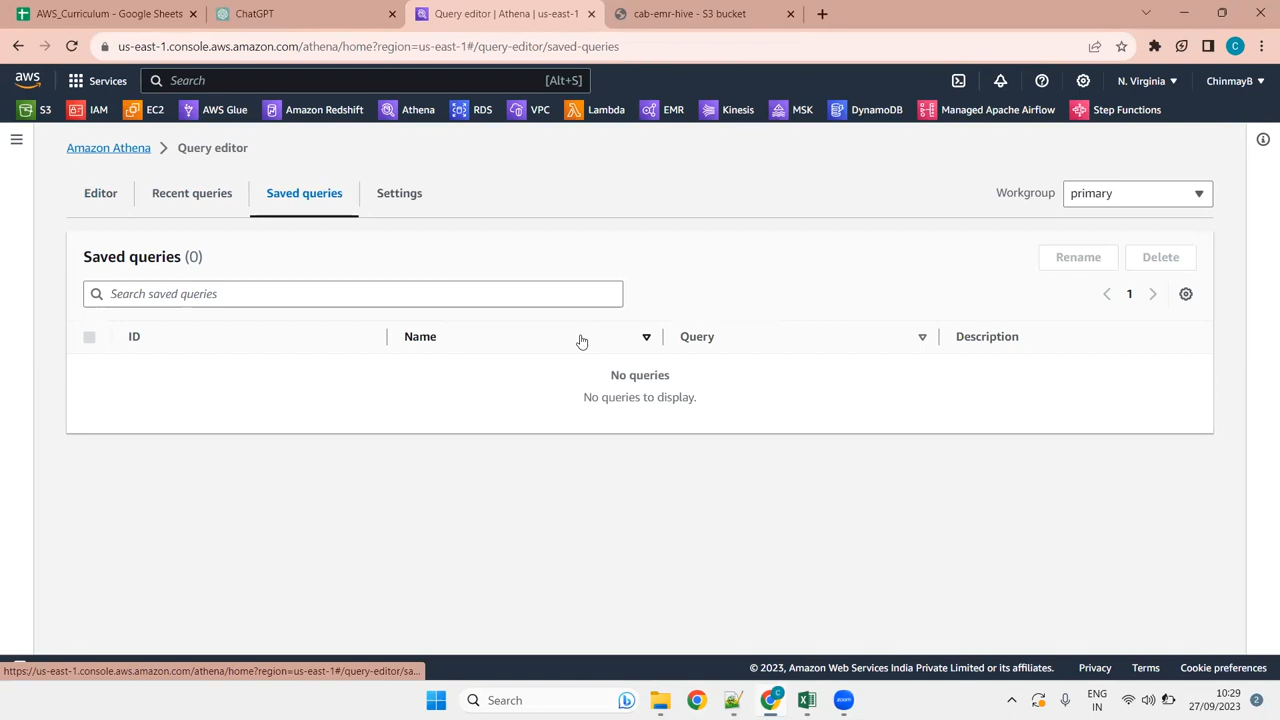 AWS_Curriculum - Google Sheets
ChatGPT
Query editor | Athena | us-east-1
cab-emr-hive - S3 bucket
us-east-1.console.aws.amazon.com/athena/home?region=us-east-1#/query-editor/saved-queries
aws
Services
Search
[Alt+S]
N. Virginia
ChinmayB
S3
IAM
EC2
AWS Glue
Amazon Redshift
Athena
RDS
VPC
Lambda
EMR
Kinesis
MSK
DynamoDB
Managed Apache Airflow
Step Functions
Amazon Athena
Query editor
Editor
Recent queries
Saved queries
Settings
Workgroup
primary
Saved queries (0)
Rename
Delete
Search saved queries
1
ID
Name
Query
Description
No queries
No queries to display.
© 2023, Amazon Web Services India Private Limited or its affiliates.
Privacy
Terms
Cookie preferences
https://us-east-1.console.aws.amazon.com/athena/home?region=us-east-1#/query-editor/sa...
Search
zoom
ENG
IN
10:29
27/09/2023
2